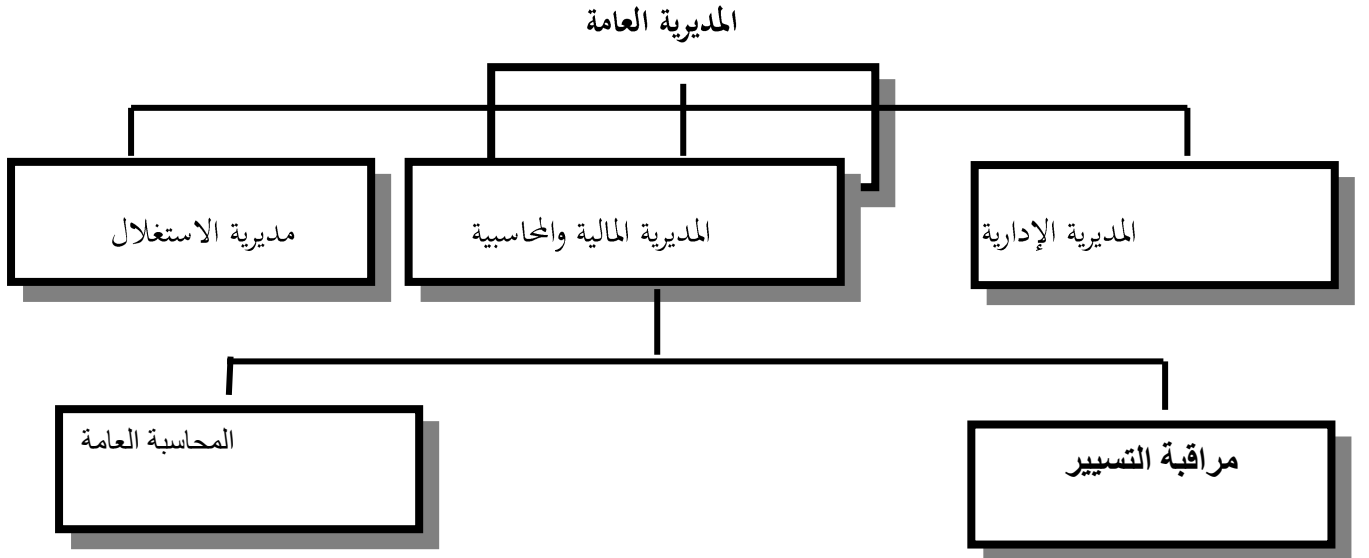 المديرية العامة
المديرية الإدارية
المديرية المالية والمحاسبية
مديرية الاستغلال
مراقبة التسيير
المحاسبة العامة